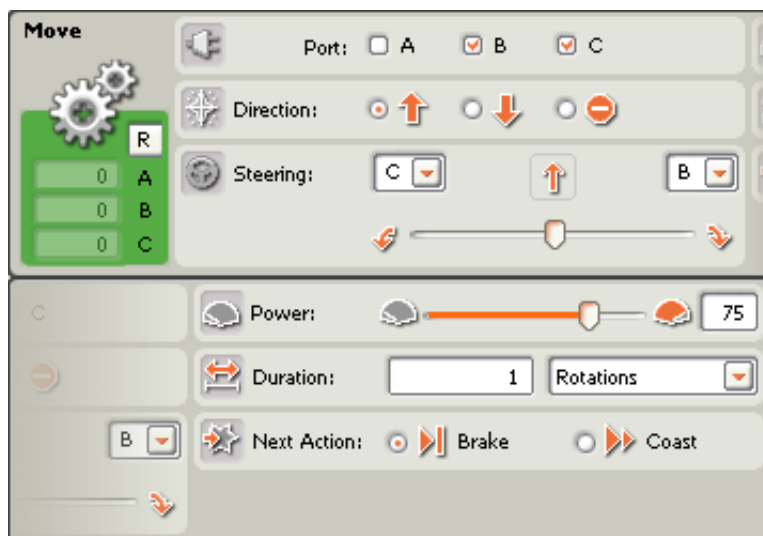 Move
Port: A B C
Direction:
R
Steering: C B
0 A
0 B
0 C
C
Power: 75
Duration: 1 Rotations
B Next Action: Brake Coast